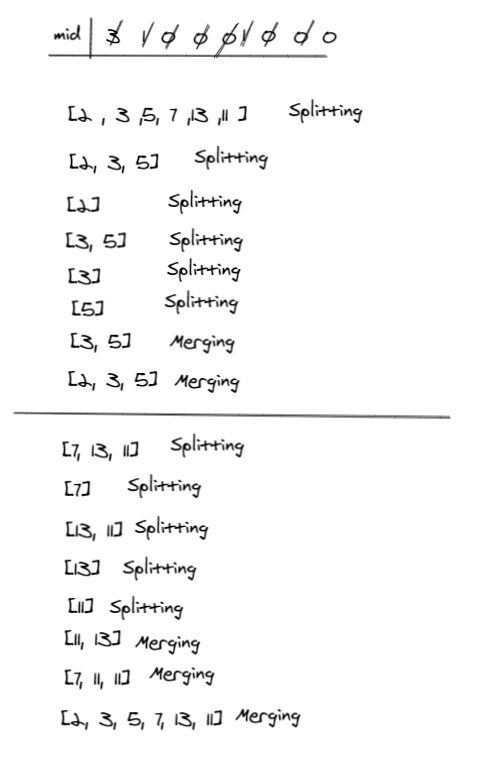 mid | 3 1 0 0 0 1 0 0 0
[2, 3, 5, 7, 13, 11] Splitting
[2, 3, 5] Splitting
[2] Splitting
[3, 5] Splitting
[3] Splitting
[5] Splitting
[3, 5] Merging
[2, 3, 5] Merging
[7, 13, 11] Splitting
[7] Splitting
[13, 11] Splitting
[13] Splitting
[11] Splitting
[11, 13] Merging
[7, 11, 11] Merging
[2, 3, 5, 7, 13, 11] Merging